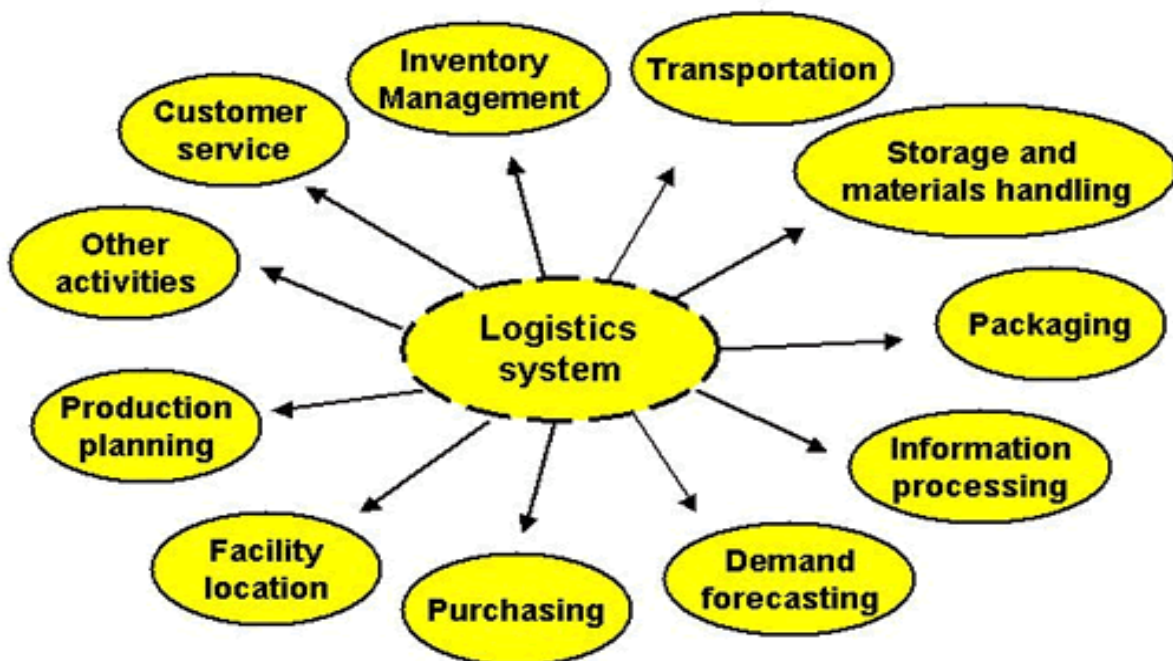 Inventory
Management
Transportation
Customer
service
Storage and
materials handling
Other
activities
Logistics
system
Packaging
Production
planning
Information
processing
Facility
location
Purchasing
Demand
forecasting